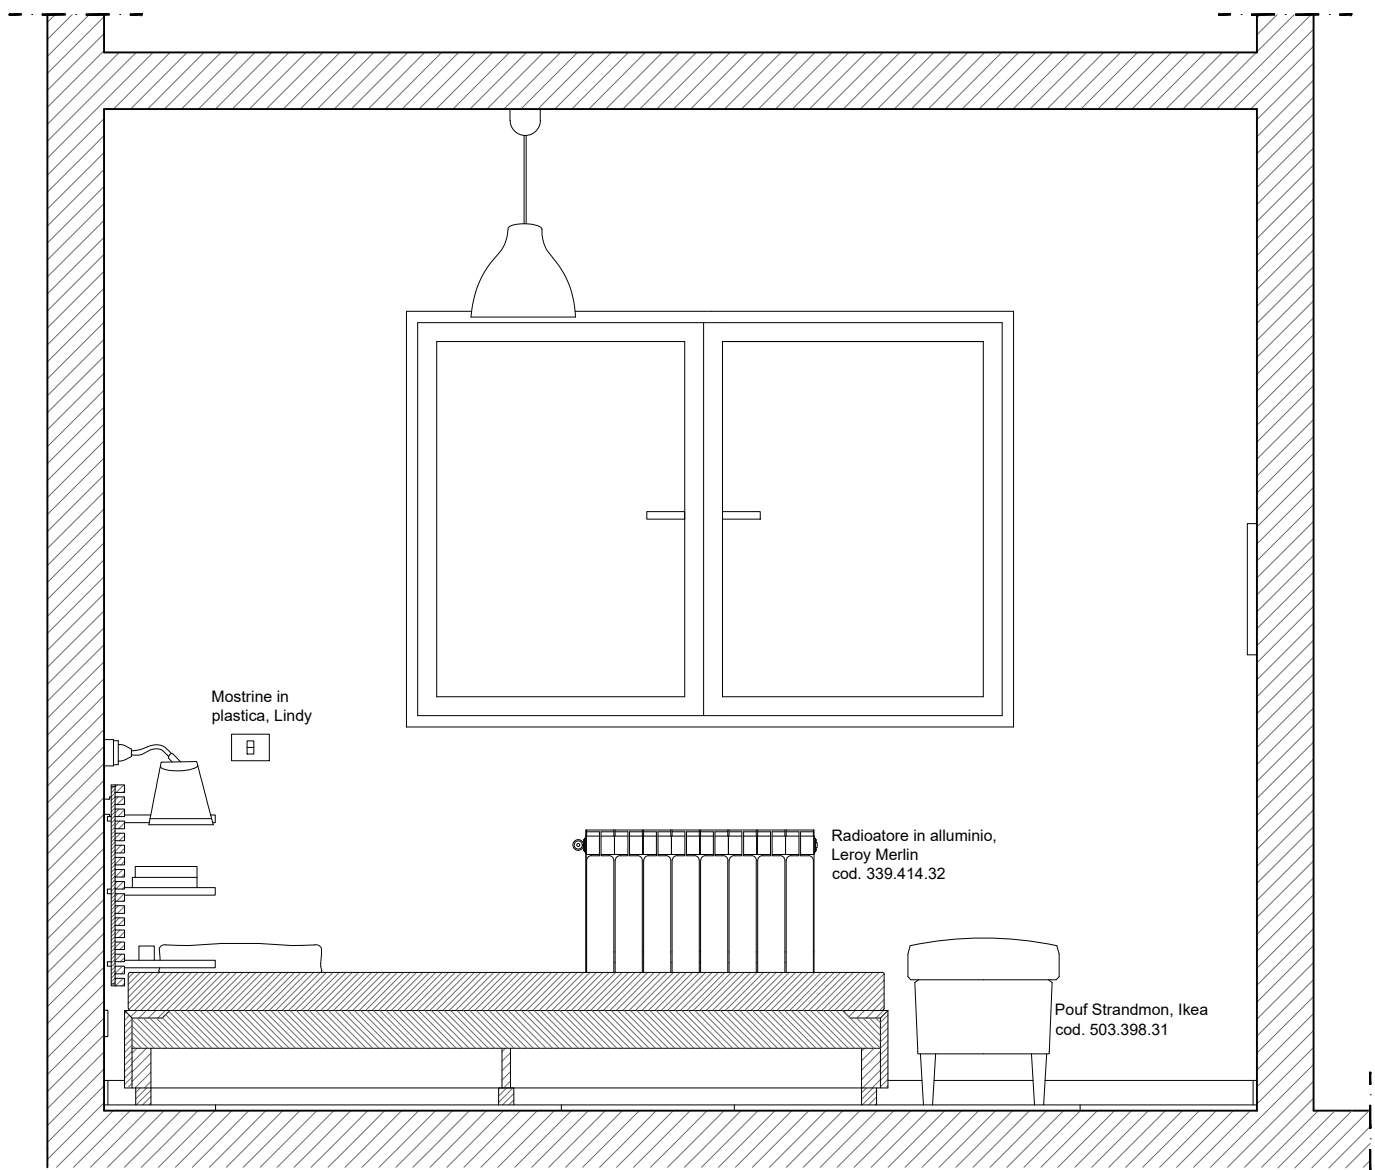 Mostrine in
plastica, Lindy
Radioatore in alluminio,
Leroy Merlin
cod. 339.414.32
Pouf Strandmon, Ikea
cod. 503.398.31